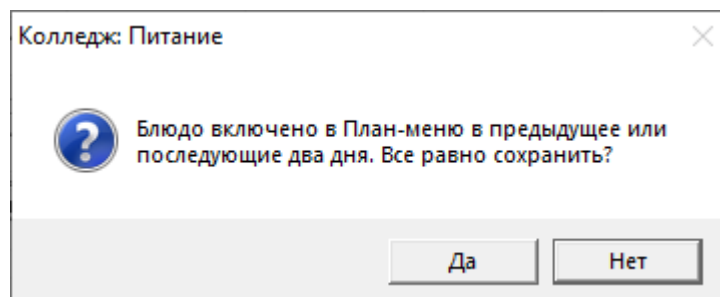 Колледж: Питание
Блюдо включено в План-меню в предыдущее или
последующие два дня. Все равно сохранить?
Да
Нет